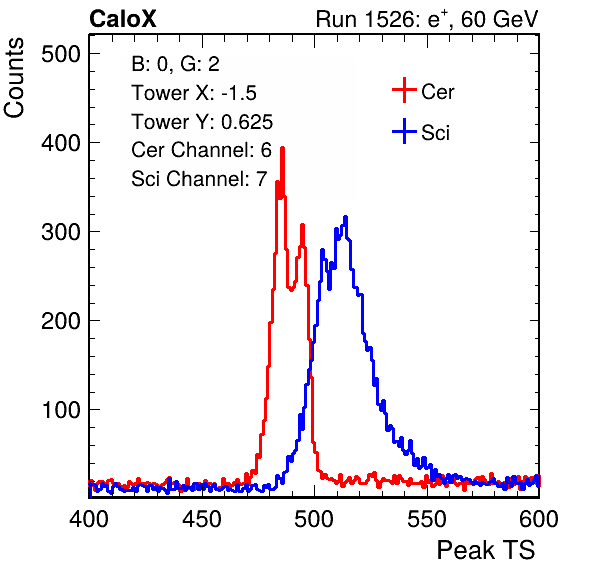 CaloX
Run 1526: e⁺, 60 GeV
Counts
500
400
300
200
100
B: 0, G: 2
Tower X: -1.5
Tower Y: 0.625
Cer Channel: 6
Sci Channel: 7
Cer
Sci
400 450 500 550 600
Peak TS